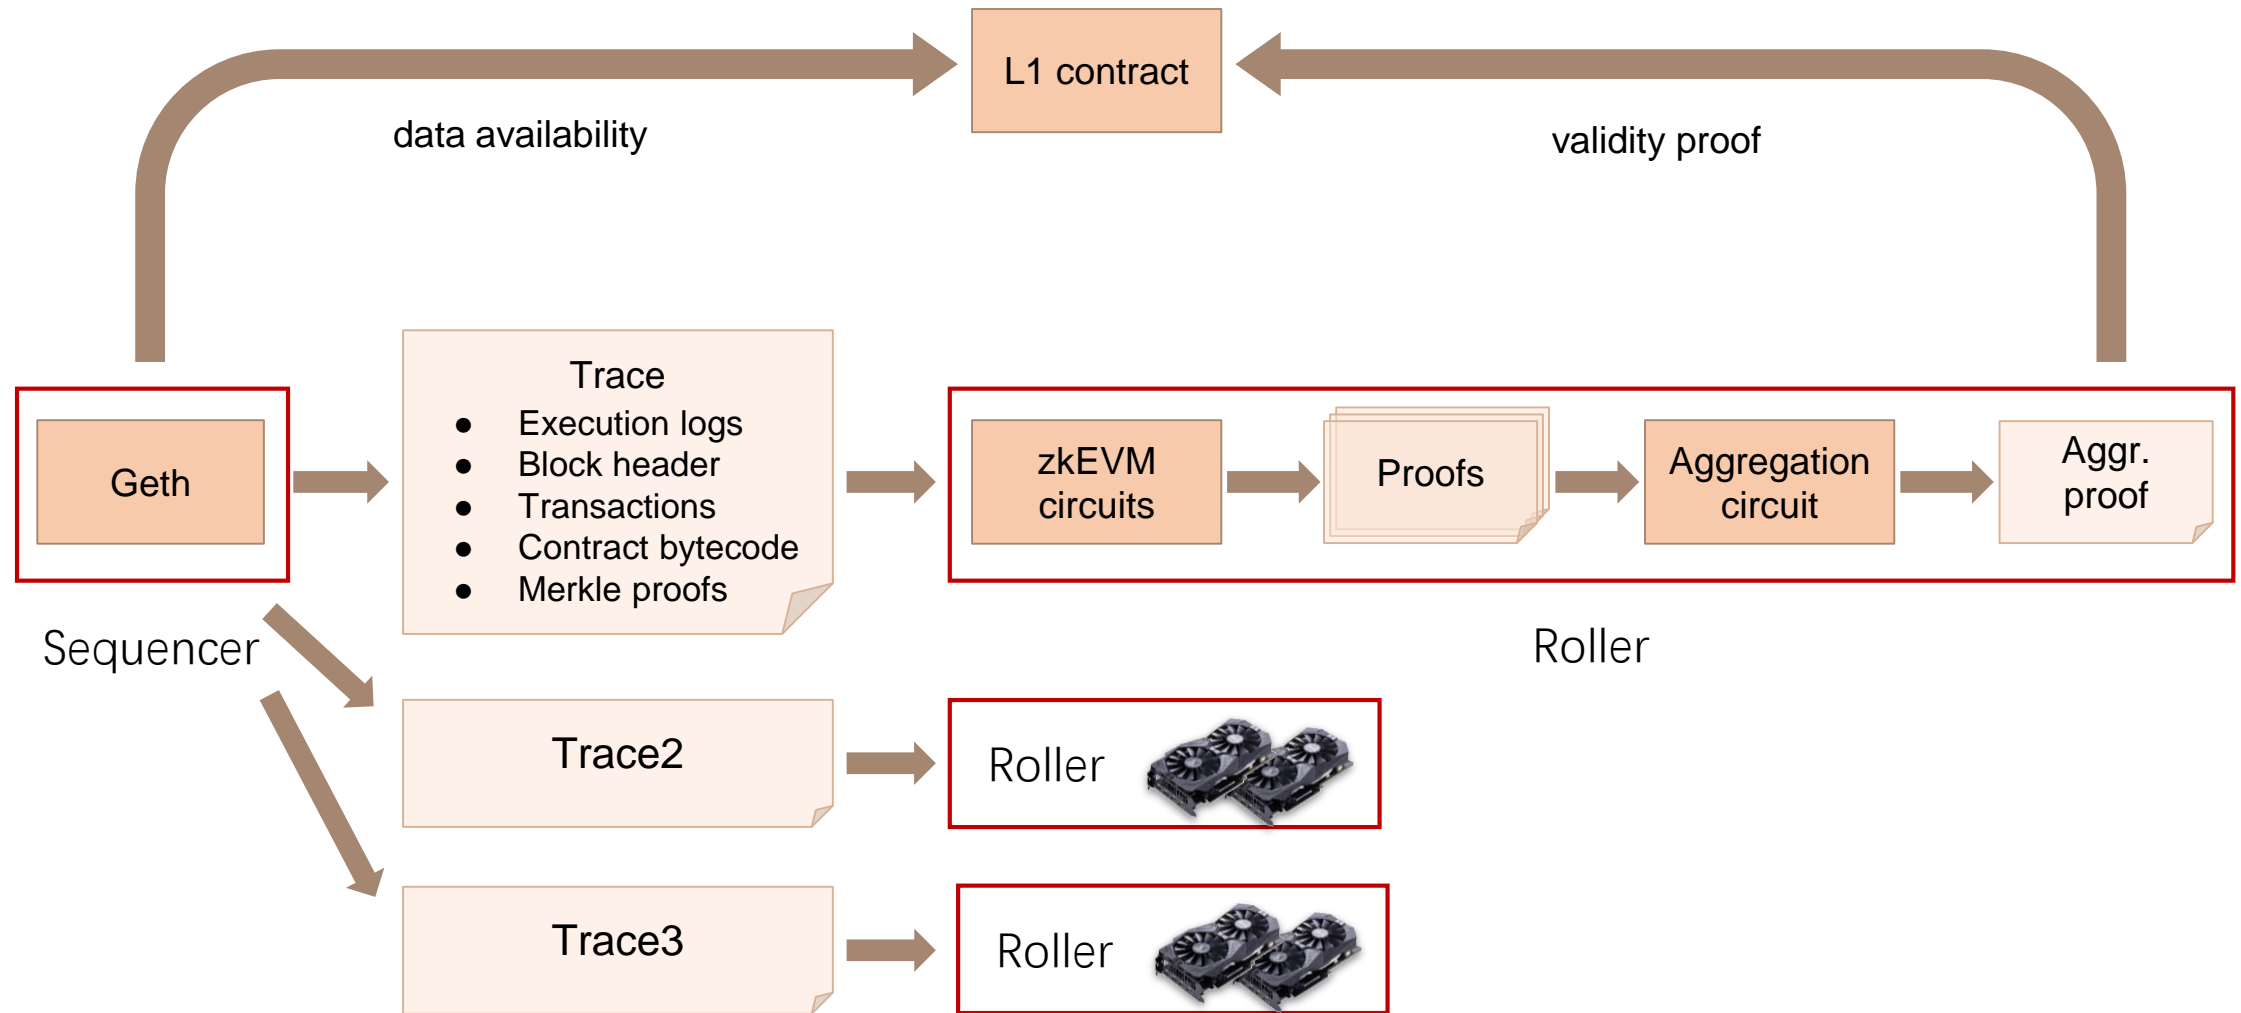 L1 contract
data availability
validity proof
Trace
● Execution logs
● Block header
● Transactions
● Contract bytecode
● Merkle proofs
Geth
zkEVM
circuits
Proofs
Aggregation
circuit
Aggr.
proof
Sequencer
Roller
Trace2
Roller
Trace3
Roller